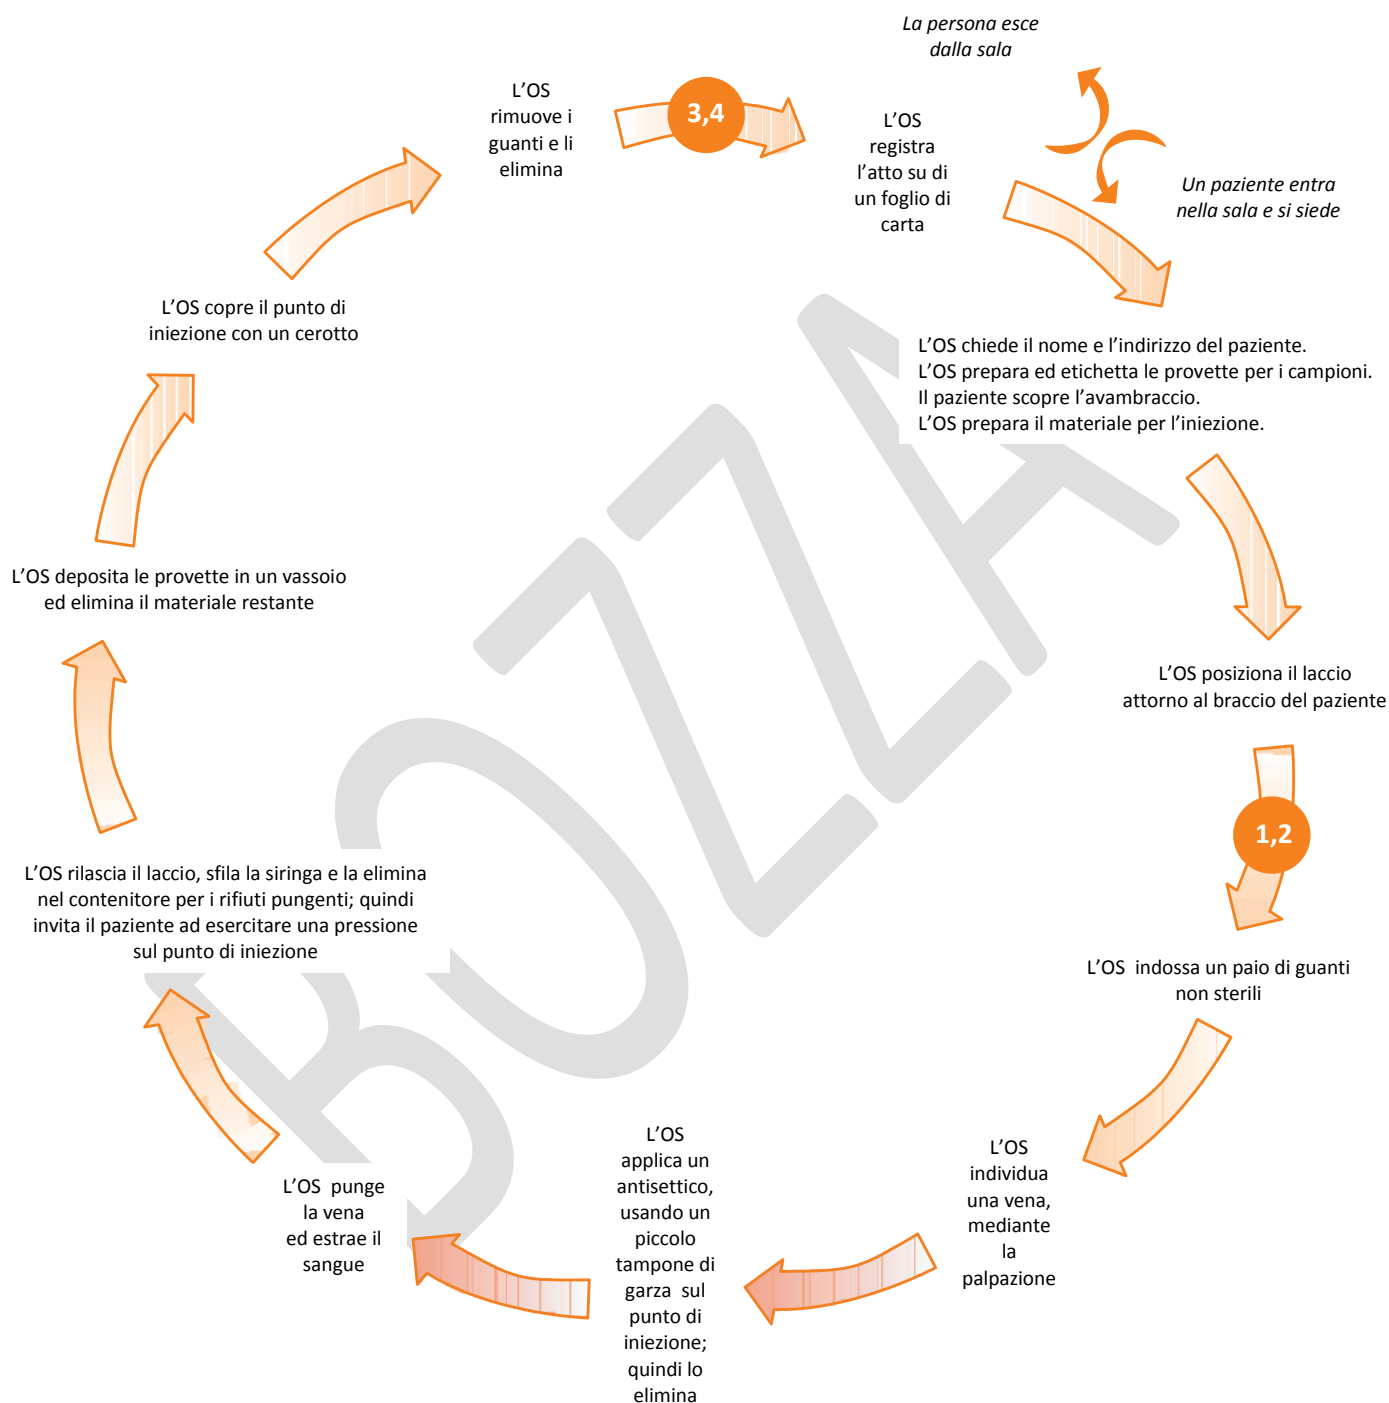 La persona esce
dalla sala
L’OS
rimuove i
guanti e li
elimina
3,4
L’OS
registra
l’atto su di
un foglio di
carta
Un paziente entra
nella sala e si siede
L’OS chiede il nome e l’indirizzo del paziente.
L’OS prepara ed etichetta le provette per i campioni.
Il paziente scopre l’avambraccio.
L’OS prepara il materiale per l’iniezione.
L’OS posiziona il laccio
attorno al braccio del paziente
1,2
L’OS  indossa un paio di guanti
non sterili
L’OS
individua
una vena,
mediante
la
palpazione
L’OS
applica un
antisettico,
usando un
piccolo
tampone di
garza  sul
punto di
iniezione;
quindi lo
elimina
L’OS  punge
la vena
ed estrae il
sangue
L’OS rilascia il laccio, sfila la siringa e la elimina
nel contenitore per i rifiuti pungenti; quindi
invita il paziente ad esercitare una pressione
sul punto di iniezione
L’OS deposita le provette in un vassoio
ed elimina il materiale restante
L’OS copre il punto di
iniezione con un cerotto
BOZZA